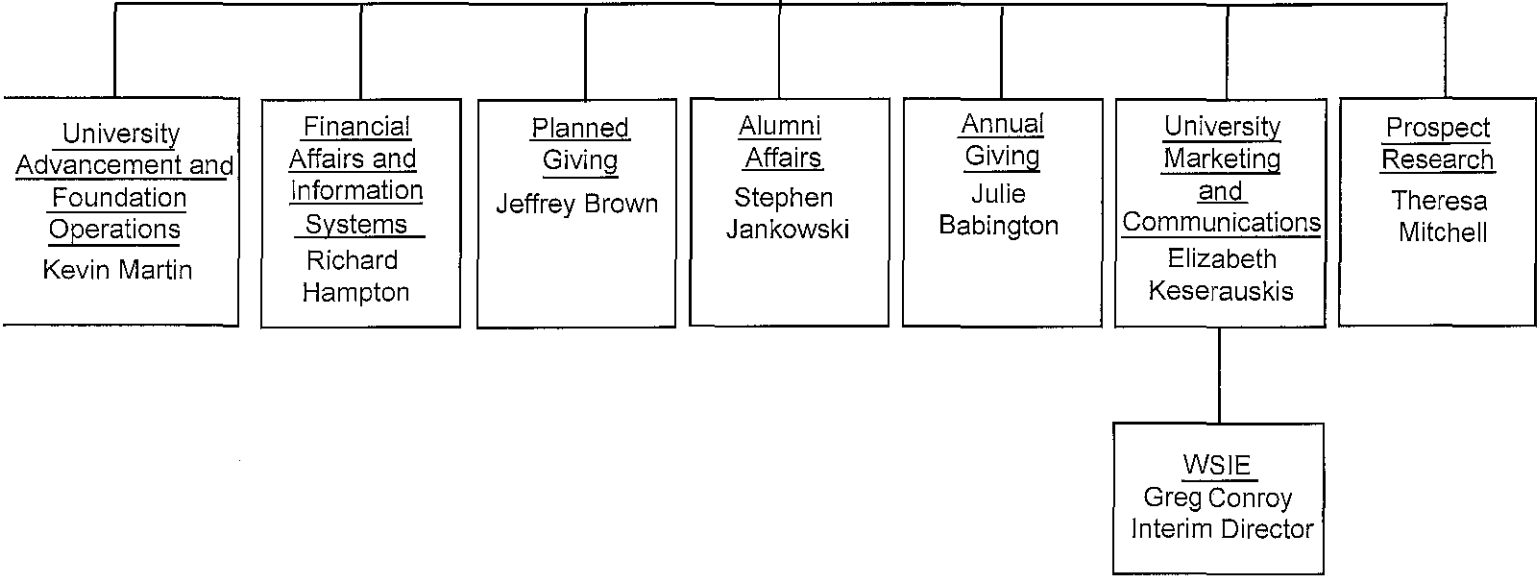 University
Advancement and
Foundation
Operations
Kevin Martin
Financial
Affairs and
Information
Systems
Richard
Hampton
Planned
Giving
Jeffrey Brown
Alumni
Affairs
Stephen
Jankowski
Annual
Giving
Julie
Babington
University
Marketing
and
Communications
Elizabeth
Keserauskis
Prospect
Research
Theresa
Mitchell
WSIE
Greg Conroy
Interim Director